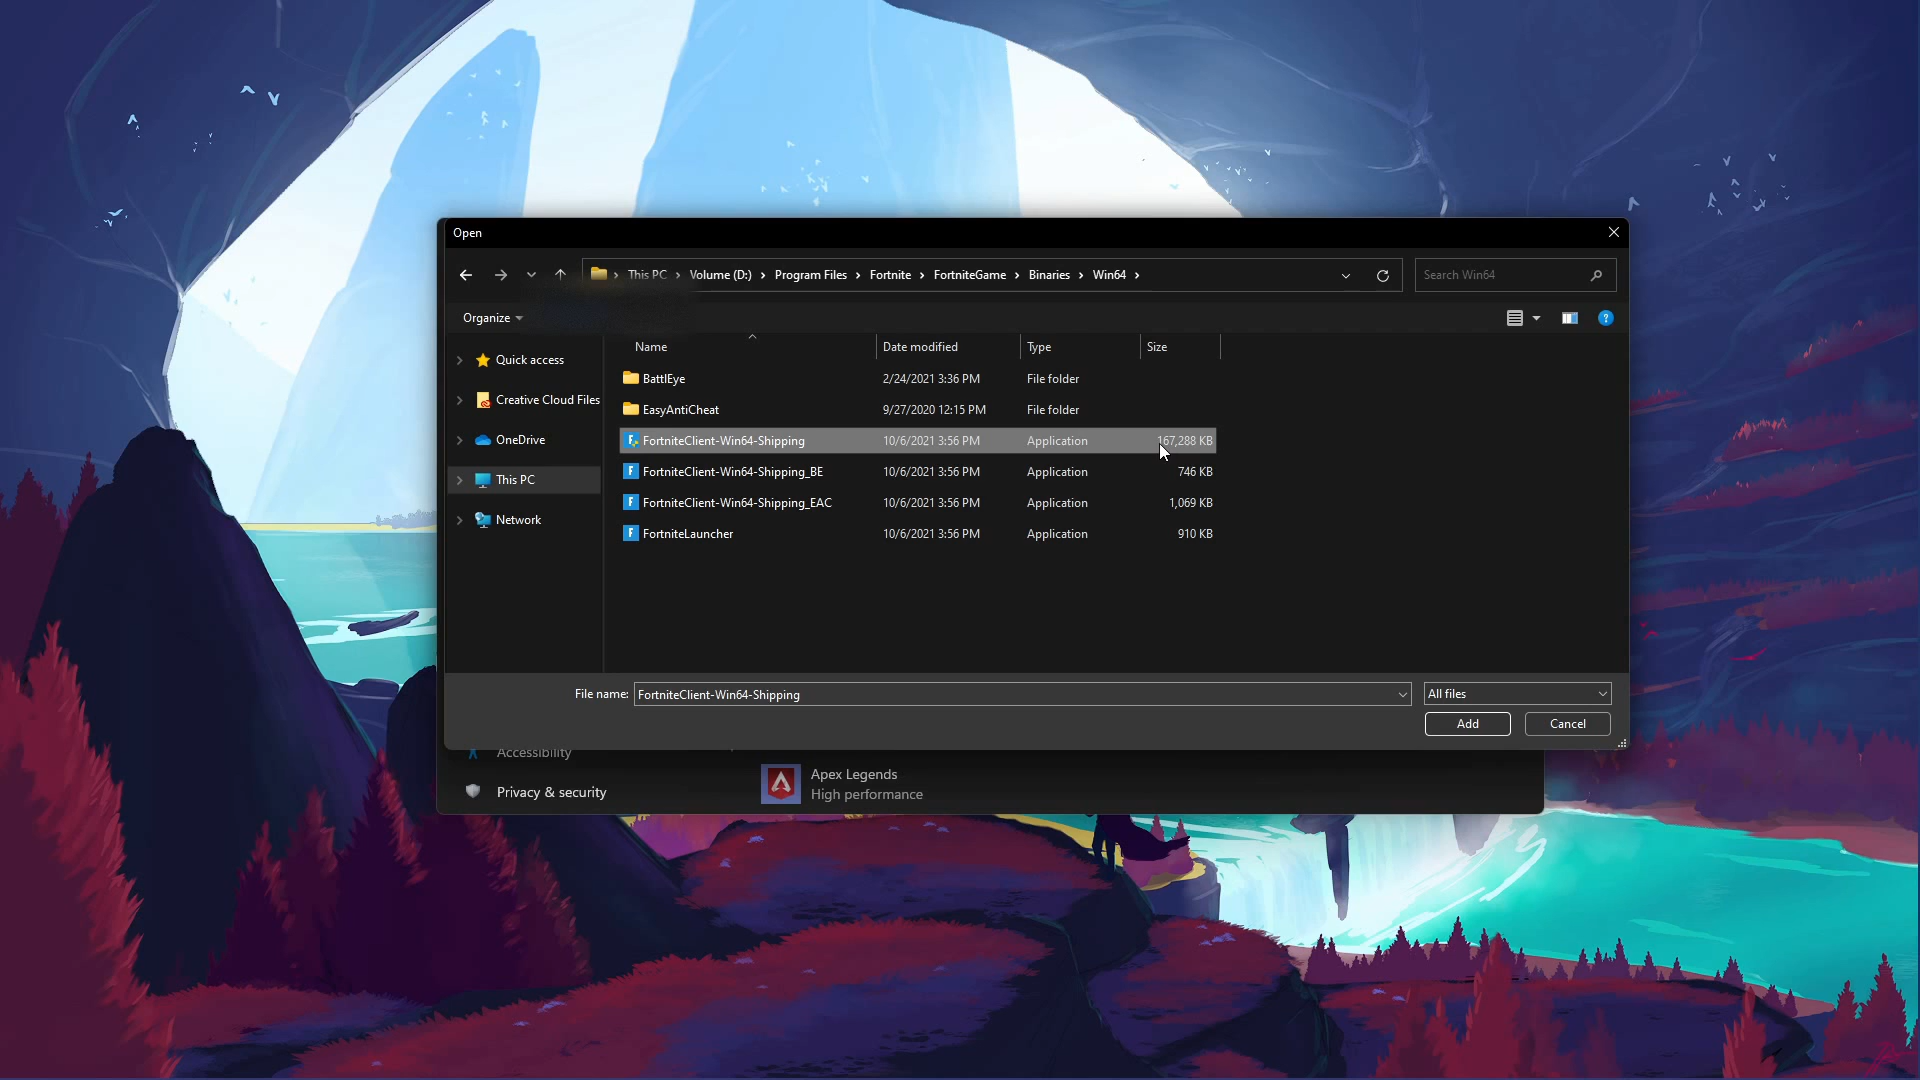 Open
This PC > Volume (D:) > Program Files > Fortnite > FortniteGame > Binaries > Win64 >
Search Win64
Organize
Name Date modified Type Size
Quick access
Creative Cloud Files
OneDrive
This PC
Network
BattlEye 2/24/2021 3:36 PM File folder
EasyAntiCheat 9/27/2020 12:15 PM File folder
FortniteClient-Win64-Shipping 10/6/2021 3:56 PM Application 167,288 KB
FortniteClient-Win64-Shipping_BE 10/6/2021 3:56 PM Application 746 KB
FortniteClient-Win64-Shipping_EAC 10/6/2021 3:56 PM Application 1,069 KB
FortniteLauncher 10/6/2021 3:56 PM Application 910 KB
File name: FortniteClient-Win64-Shipping All files
Add Cancel
Accessibility
Privacy & security
Apex Legends
High performance